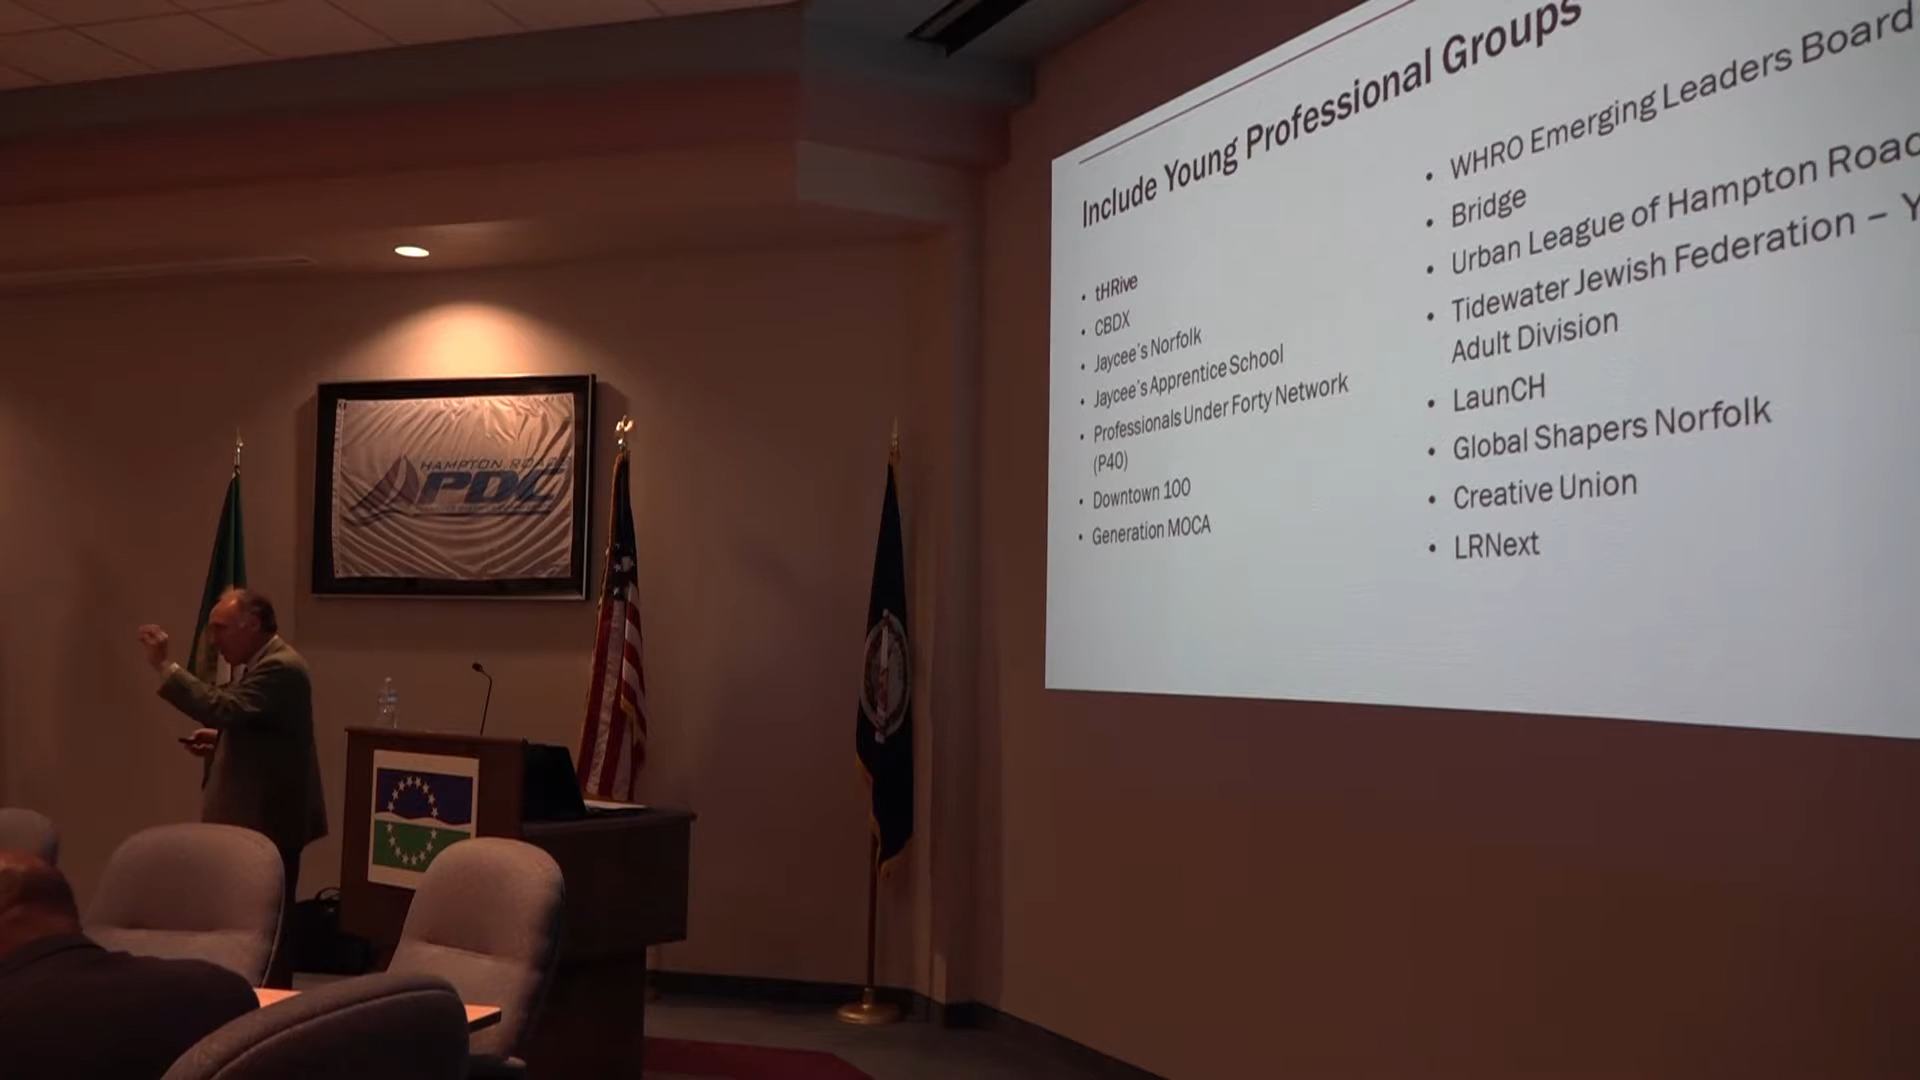 HAMPTON ROADS
PDC
Include Young Professional Groups
• tHRive
• CBDX
• Jaycee's Norfolk
• Jaycee's Apprentice School
• Professionals Under Forty Network
(P40)
• Downtown 100
• Generation MOCA
• WHRO Emerging Leaders Board
• Bridge
• Urban League of Hampton Roac
• Tidewater Jewish Federation – Y
Adult Division
• LaunCH
• Global Shapers Norfolk
• Creative Union
• LRNext